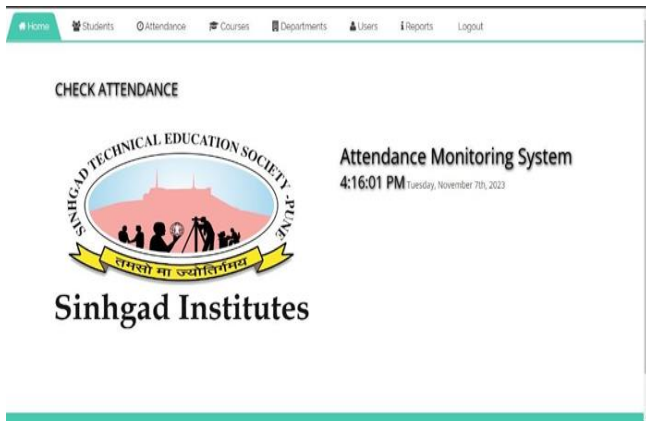 Home Students Attendance Courses Departments Users Reports Logout
CHECK ATTENDANCE
SINHGAD TECHNICAL EDUCATION SOCIETY - PUNE
तमसो मा ज्योतिर्गमय
Sinhgad Institutes
Attendance Monitoring System
4:16:01 PM Tuesday, November 7th, 2023